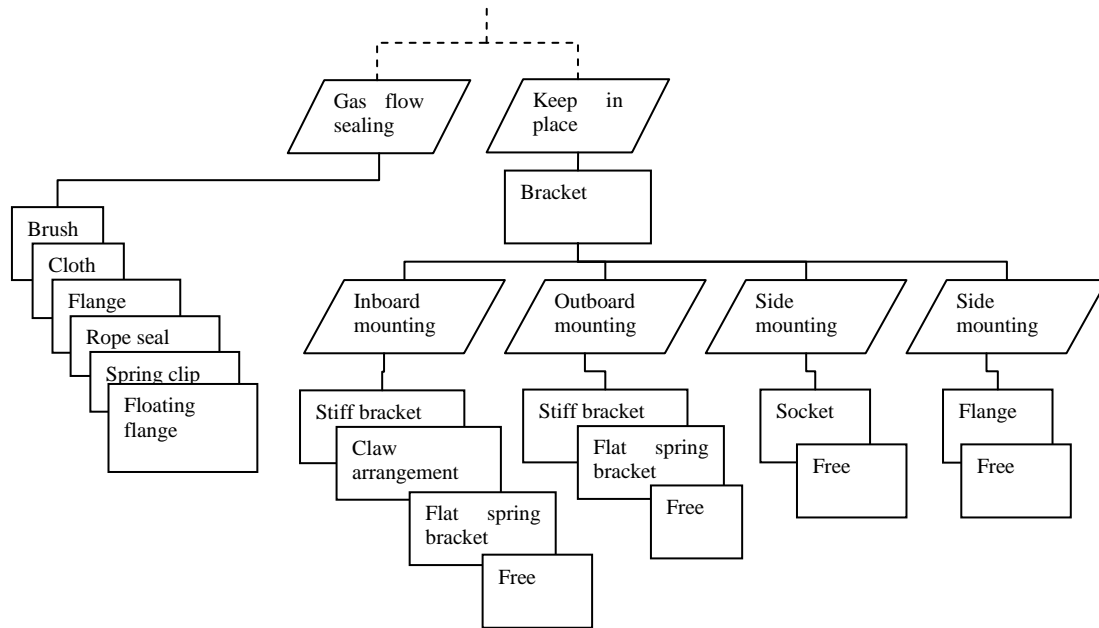 Gas flow
sealing
Keep in
place
Bracket
Brush
Cloth
Flange
Rope seal
Spring clip
Floating
flange
Inboard
mounting
Outboard
mounting
Side
mounting
Side
mounting
Stiff bracket
Claw
arrangement
Flat spring
bracket
Free
Stiff bracket
Flat spring
bracket
Free
Socket
Free
Flange
Free